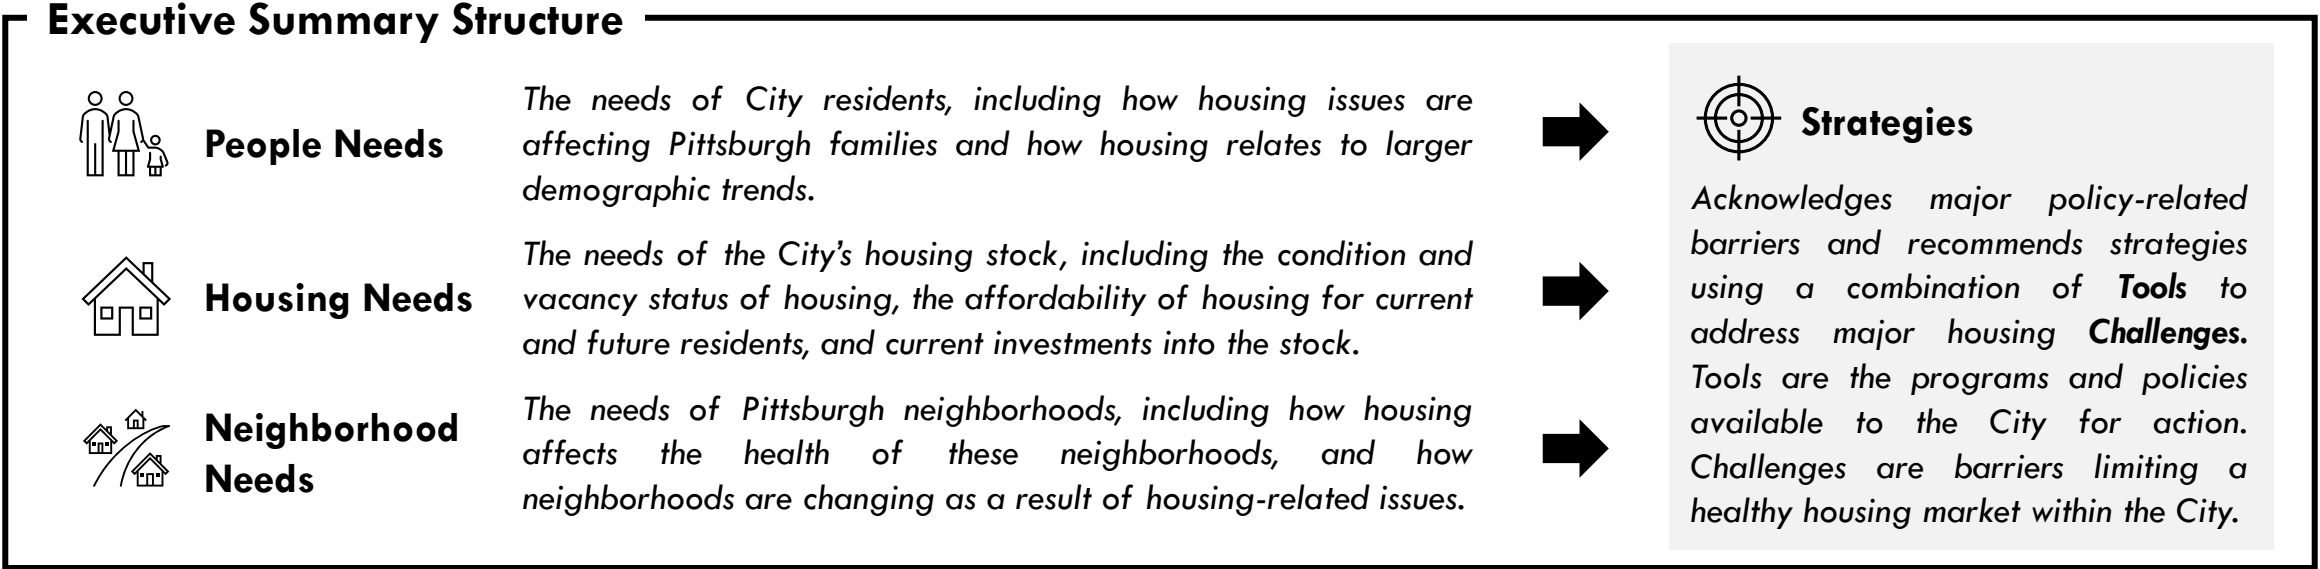 Executive Summary Structure
People Needs
The needs of City residents, including how housing issues are
affecting Pittsburgh families and how housing relates to larger
demographic trends.
Housing Needs
The needs of the City’s housing stock, including the condition and
vacancy status of housing, the affordability of housing for current
and future residents, and current investments into the stock.
Neighborhood
Needs
The needs of Pittsburgh neighborhoods, including how housing
affects the health of these neighborhoods, and how
neighborhoods are changing as a result of housing-related issues.
Strategies
Acknowledges major policy-related
barriers and recommends strategies
using a combination of Tools to
address major housing Challenges.
Tools are the programs and policies
available to the City for action.
Challenges are barriers limiting a
healthy housing market within the City.